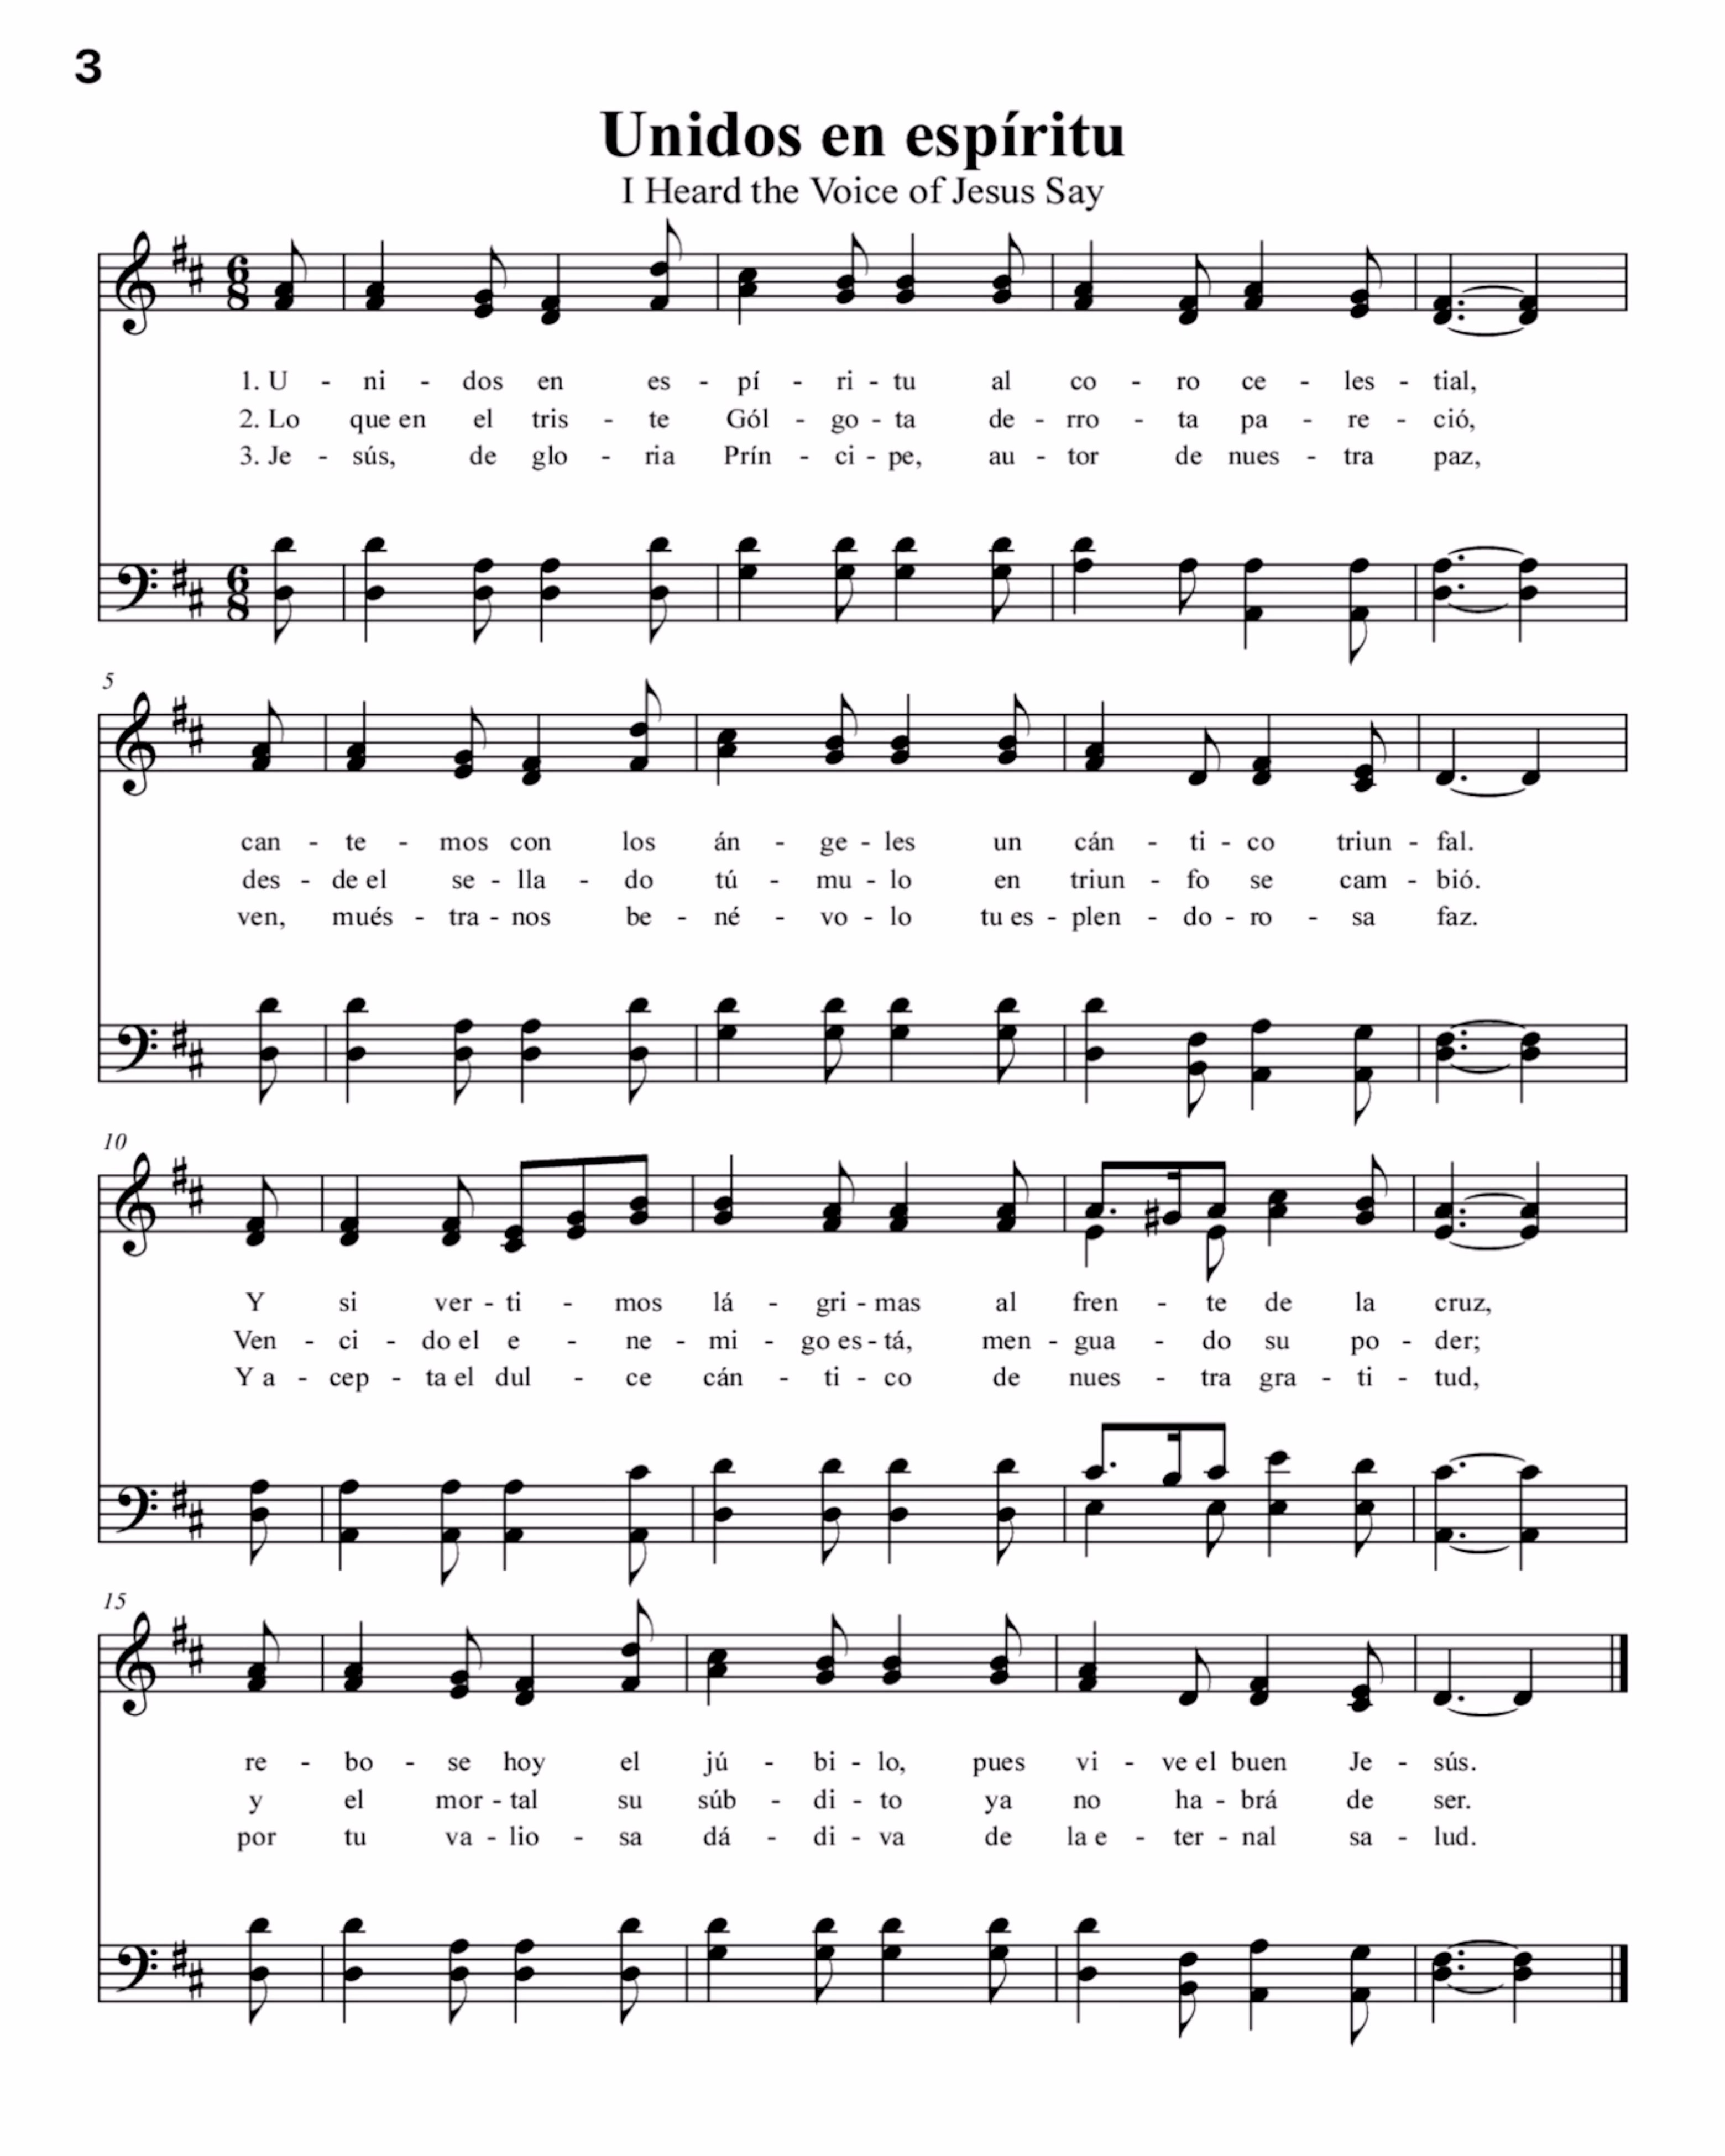 3
Unidos en espíritu
I Heard the Voice of Jesus Say
6 8
1. U - ni - dos en es - pí - ri - tu al co - ro ce - les - tial,
2. Lo que en el tris - te Gól - go - ta de - rro - ta pa - re - ció,
3. Je - sús, de glo - ria Prín - ci - pe, au - tor de nues - tra paz,
6 8
5
can - te - mos con los án - ge - les un cán - ti - co triun - fal.
des - de el se - lla - do tú - mu - lo en triun - fo se cam - bió.
ven, mués - tra - nos be - né - vo - lo tu es - plen - do - ro - sa faz.
10
Y si ver - ti - mos lá - gri - mas al fren - te de la cruz,
Ven - ci - do el e - ne - mi - go es - tá, men - gua - do su po - der;
Y a - cep - ta el dul - ce cán - ti - co de nues - tra gra - ti - tud,
15
re - bo - se hoy el jú - bi - lo, pues vi - ve el buen Je - sús.
y el mor - tal su súb - di - to ya no ha - brá de ser.
por tu va - lio - sa dá - di - va de la e - ter - nal sa - lud.